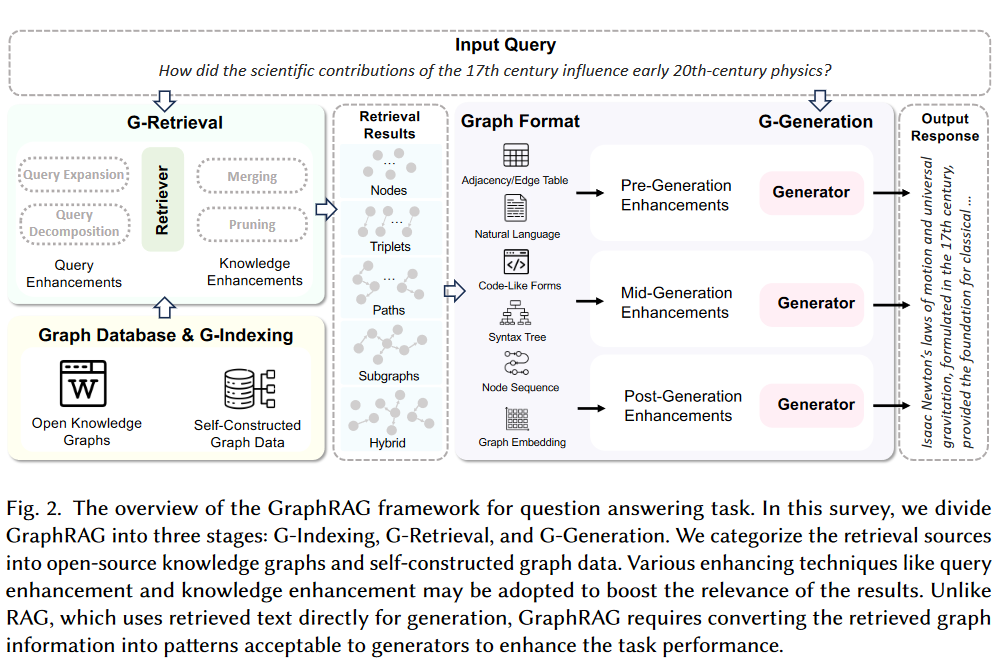 Input Query
How did the scientific contributions of the 17th century influence early 20th-century physics?
G-Retrieval
Query Expansion
Query
Decomposition
Query
Enhancements
Retriever
Merging
Pruning
Knowledge
Enhancements
Graph Database & G-Indexing
W
Open Knowledge
Graphs
Self-Constructed
Graph Data
Retrieval
Results
...
Nodes
Triplets
...
Paths
Subgraphs
Hybrid
Graph Format
Adjacency/Edge Table
Natural Language
Code-Like Forms
Syntax Tree
Node Sequence
Graph Embedding
G-Generation
Pre-Generation
Enhancements
Generator
Mid-Generation
Enhancements
Generator
Post-Generation
Enhancements
Generator
Output
Response
Isaac Newton's laws of motion and universal
gravitation, formulated in the 17th century,
provided the foundation for classical ...
Fig. 2. The overview of the GraphRAG framework for question answering task. In this survey, we divide
GraphRAG into three stages: G-Indexing, G-Retrieval, and G-Generation. We categorize the retrieval sources
into open-source knowledge graphs and self-constructed graph data. Various enhancing techniques like query
enhancement and knowledge enhancement may be adopted to boost the relevance of the results. Unlike
RAG, which uses retrieved text directly for generation, GraphRAG requires converting the retrieved graph
information into patterns acceptable to generators to enhance the task performance.